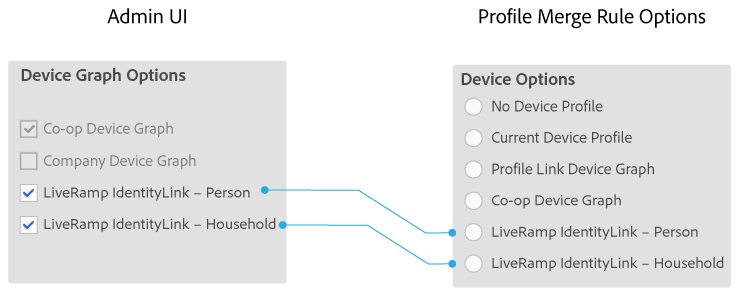 Admin UI
Profile Merge Rule Options
Device Graph Options
Co-op Device Graph
Company Device Graph
LiveRamp IdentityLink – Person
LiveRamp IdentityLink – Household
Device Options
No Device Profile
Current Device Profile
Profile Link Device Graph
Co-op Device Graph
LiveRamp IdentityLink – Person
LiveRamp IdentityLink – Household